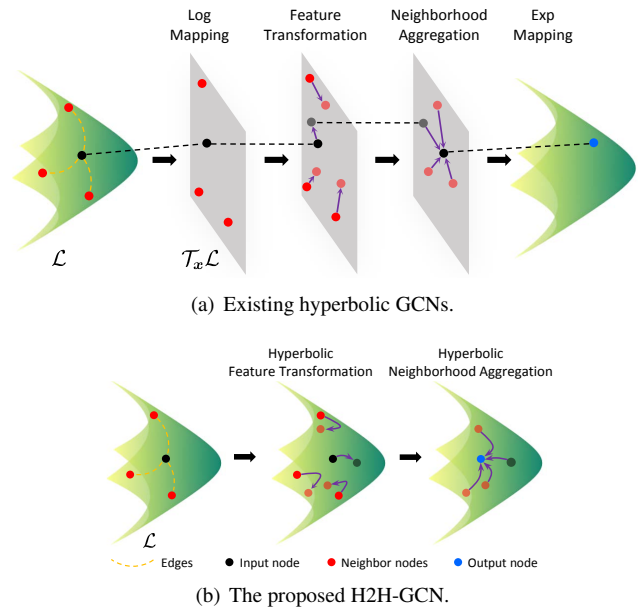 Log Mapping
Feature Transformation
Neighborhood Aggregation
Exp Mapping
ℒ
𝒯ₓℒ
(a) Existing hyperbolic GCNs.
Hyperbolic Feature Transformation
Hyperbolic Neighborhood Aggregation
ℒ
Edges
Input node
Neighbor nodes
Output node
(b) The proposed H2H-GCN.